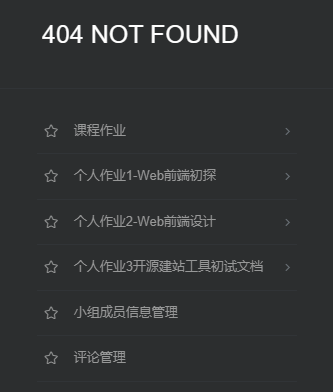 404 NOT FOUND
课程作业
个人作业1-Web前端初探
个人作业2-Web前端设计
个人作业3开源建站工具初试文档
小组成员信息管理
评论管理